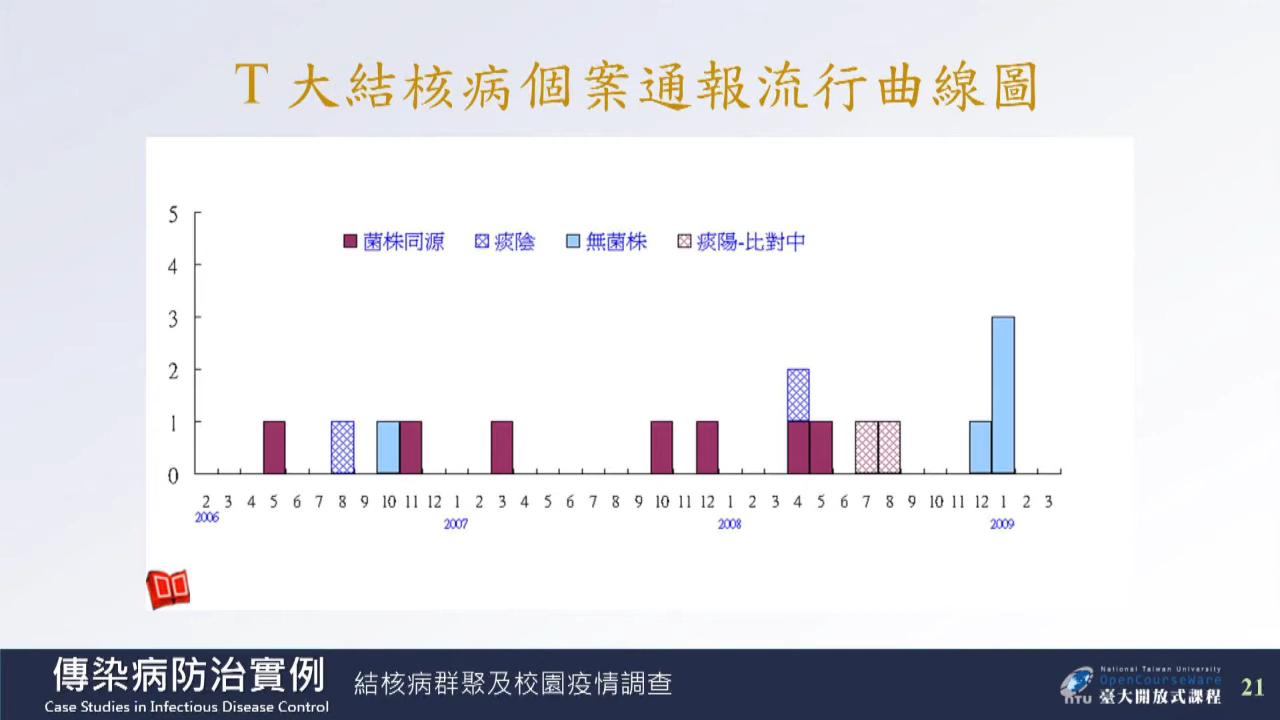 T 大結核病個案通報流行曲線圖
5
4
3
2
1
0
菌株同源 痰陰 無菌株 痰陽-比對中
2 3 4 5 6 7 8 9 10 11 12 1 2 3 4 5 6 7 8 9 10 11 12 1 2 3 4 5 6 7 8 9 10 11 12 1 2 3
2006 2007 2008 2009
傳染病防治實例
Case Studies in Infectious Disease Control
結核病群聚及校園疫情調查
National Taiwan University
OpenCourseWare
NTU 臺大開放式課程
21